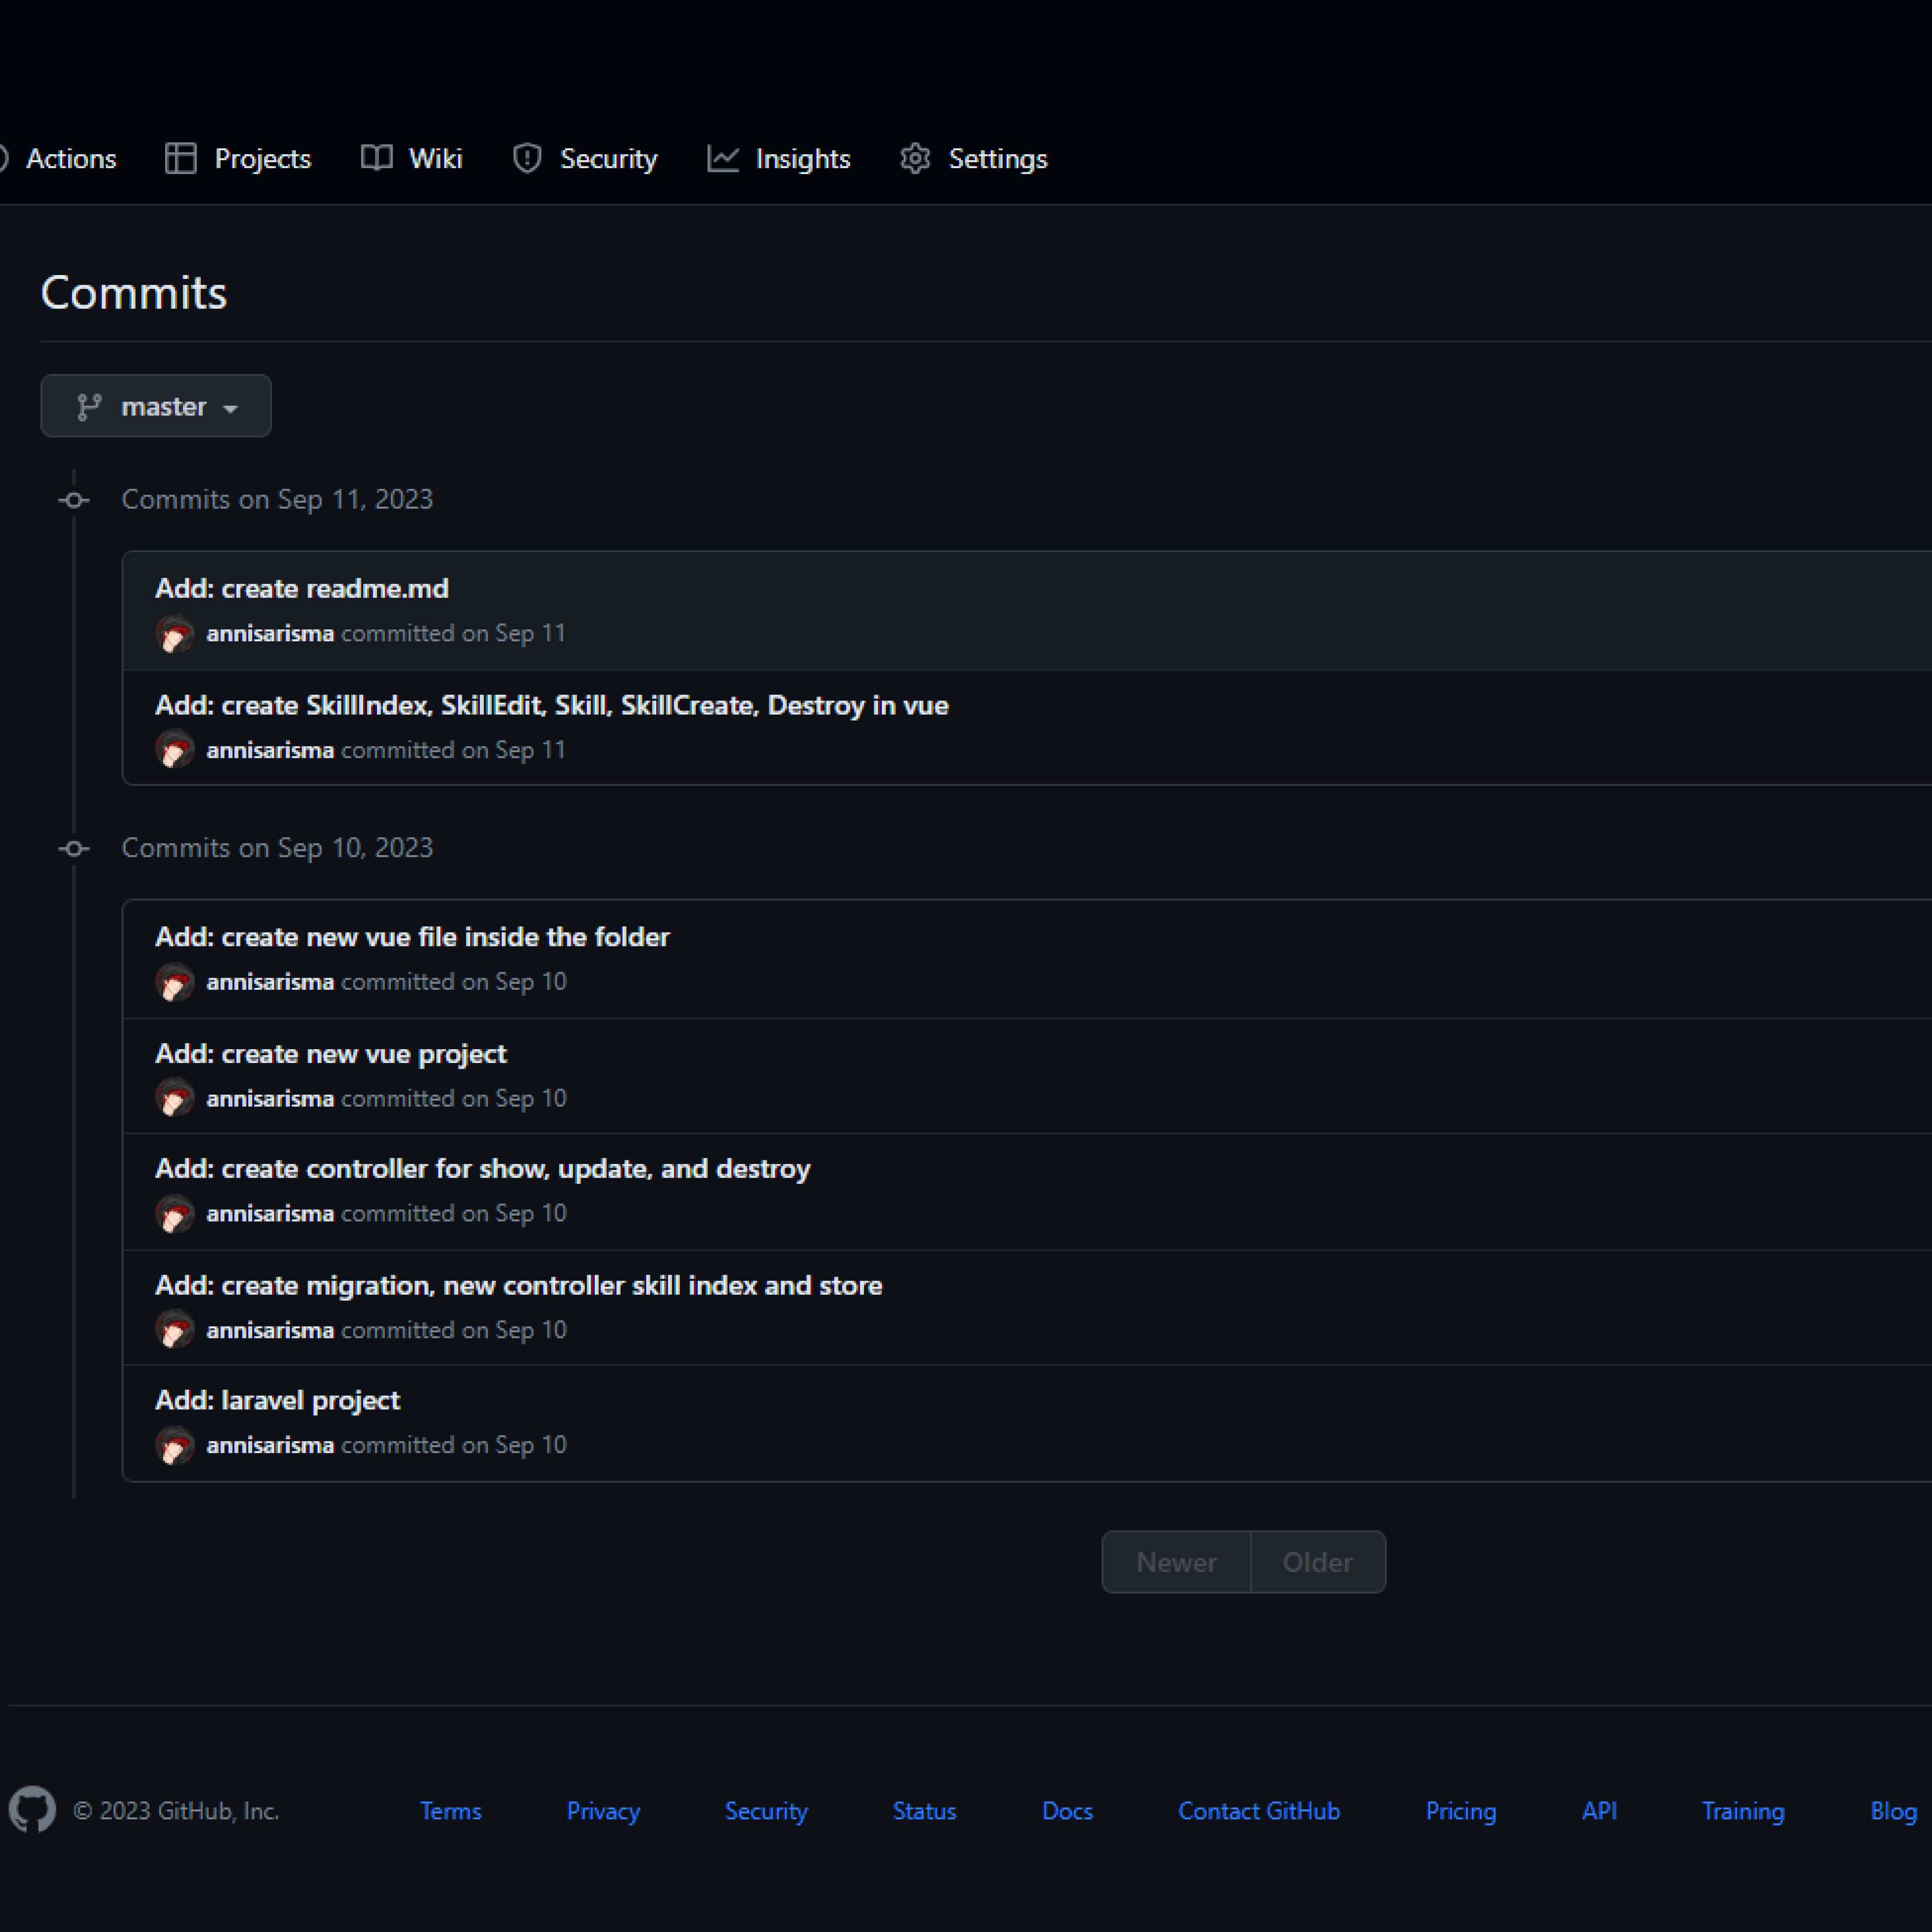 Actions Projects Wiki Security Insights Settings
Commits
master
Commits on Sep 11, 2023
Add: create readme.md
annisarisma committed on Sep 11
Add: create SkillIndex, SkillEdit, Skill, SkillCreate, Destroy in vue
annisarisma committed on Sep 11
Commits on Sep 10, 2023
Add: create new vue file inside the folder
annisarisma committed on Sep 10
Add: create new vue project
annisarisma committed on Sep 10
Add: create controller for show, update, and destroy
annisarisma committed on Sep 10
Add: create migration, new controller skill index and store
annisarisma committed on Sep 10
Add: laravel project
annisarisma committed on Sep 10
Newer Older
© 2023 GitHub, Inc. Terms Privacy Security Status Docs Contact GitHub Pricing API Training Blog